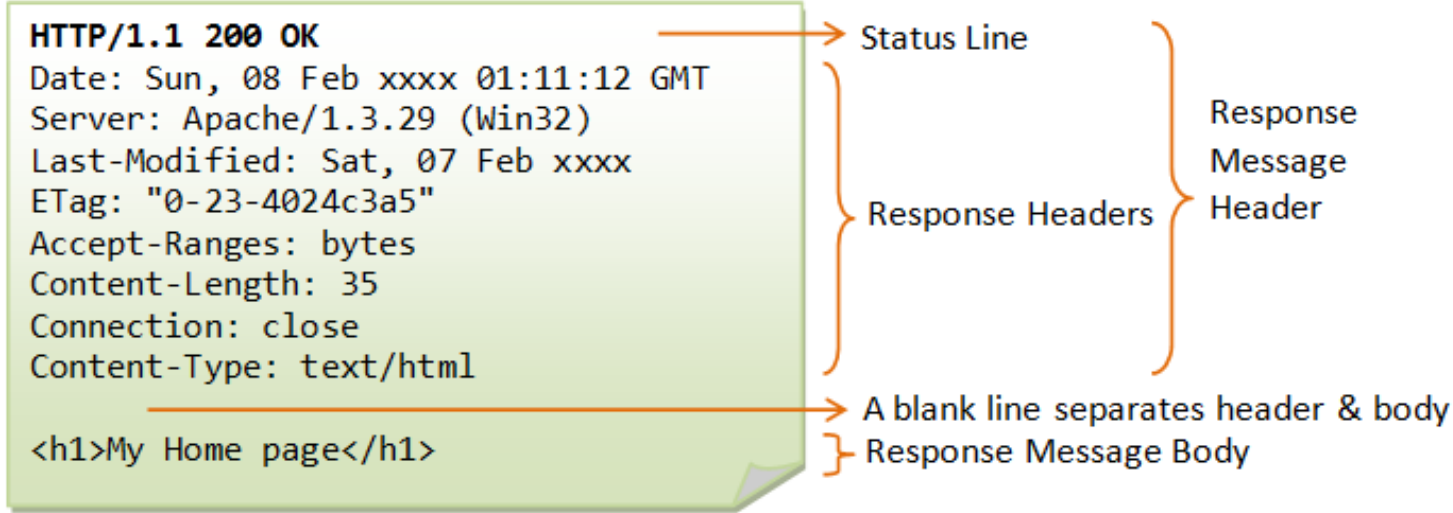 HTTP/1.1 200 OK
Date: Sun, 08 Feb xxxx 01:11:12 GMT
Server: Apache/1.3.29 (Win32)
Last-Modified: Sat, 07 Feb xxxx
ETag: "0-23-4024c3a5"
Accept-Ranges: bytes
Content-Length: 35
Connection: close
Content-Type: text/html
<h1>My Home page</h1>
Status Line
Response Headers
Response
Message
Header
A blank line separates header & body
Response Message Body